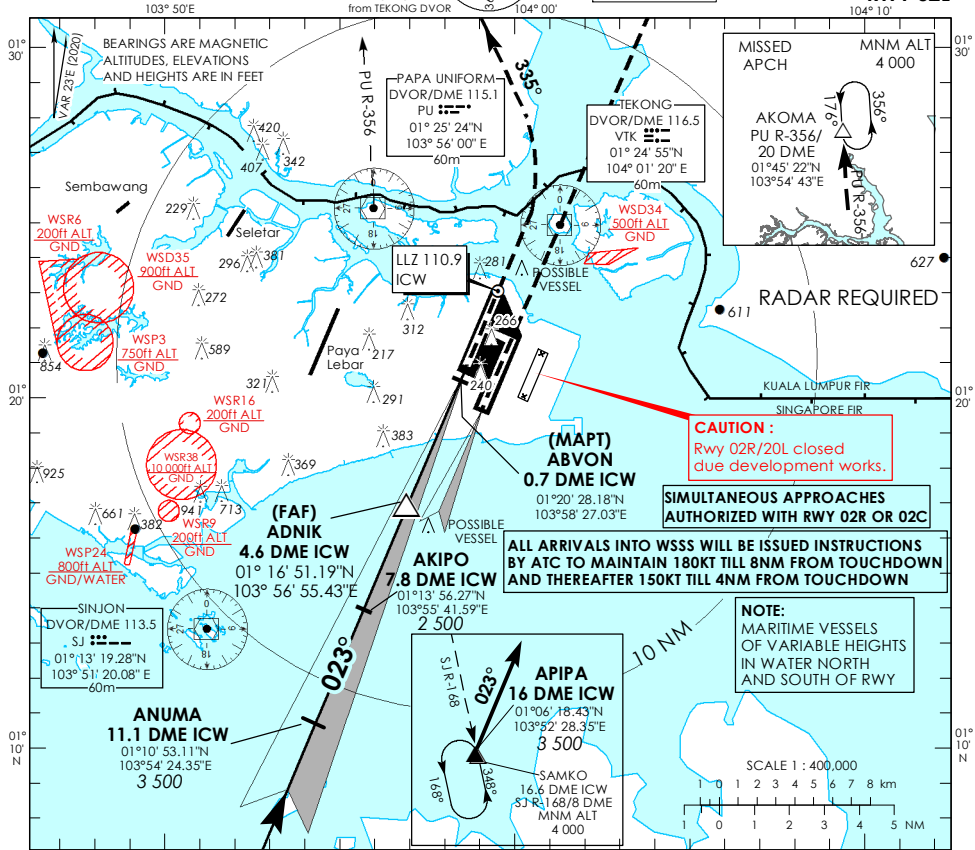 103° 50'E
from TEKONG DVOR
104° 00'E
104° 10'E
01°
30'
BEARINGS ARE MAGNETIC
ALTITUDES, ELEVATIONS
AND HEIGHTS ARE IN FEET
VAR 23'E (2020)
PU R-356
335°
PAPA UNIFORM
DVOR/DME 115.1
PU
01° 25' 24"N
103° 56' 00" E
60m
TEKONG
DVOR/DME 116.5
VTK
01° 24' 55"N
104° 01' 20" E
60m
MISSED
APCH
MNM ALT
4 000
176°
356°
AKOMA
PU R-356/
20 DME
01°45' 22"N
103°54' 43"E
PU R-356
01°
30'
420
407
342
Sembawang
229
Seletar
296
381
WSR6
200ft ALT
GND
WSD35
900ft ALT
GND
272
WSP3
750ft ALT
GND
854
589
LLZ 110.9
ICW
281
POSSIBLE
VESSEL
WSD34
500ft ALT
GND
627
RADAR REQUIRED
611
312
266
Paya
Lebar
217
240
321
291
01°
20'
KUALA LUMPUR FIR
SINGAPORE FIR
01°
20'
WSR16
200ft ALT
GND
383
CAUTION :
Rwy 02R/20L closed
due development works.
(MAPT)
ABVON
0.7 DME ICW
01°20' 28.18"N
103°58' 27.03"E
WSR38
10 000ft ALT
GND
925
369
713
941
661
382
WSR9
200ft ALT
GND
WSP24
800ft ALT
GND/WATER
(FAF)
ADNIK
4.6 DME ICW
01° 16' 51.19"N
103° 56' 55.43"E
POSSIBLE
VESSEL
SIMULTANEOUS APPROACHES
AUTHORIZED WITH RWY 02R OR 02C
ALL ARRIVALS INTO WSSS WILL BE ISSUED INSTRUCTIONS
BY ATC TO MAINTAIN 180KT TILL 8NM FROM TOUCHDOWN
AND THEREAFTER 150KT TILL 4NM FROM TOUCHDOWN
AKIPO
7.8 DME ICW
01°13' 56.27"N
103°55' 41.59"E
2 500
SINJON
DVOR/DME 113.5
SJ
01°13' 19.28"N
103° 51' 20.08" E
60m
NOTE:
MARITIME VESSELS
OF VARIABLE HEIGHTS
IN WATER NORTH
AND SOUTH OF RWY
10 NM
023°
ANUMA
11.1 DME ICW
01°10' 53.11"N
103°54' 24.35"E
3 500
SJ R-168
023°
APIPA
16 DME ICW
01°06' 18.43"N
103°52' 28.35"E
3 500
168°
348°
SAMKO
16.6 DME ICW
SJ R-168/8 DME
MNM ALT
4 000
01°
10'
N
01°
10'
N
SCALE 1 : 400,000
1 0 1 2 3 4 5 6 7 8 km
1 0 1 2 3 4 5 NM